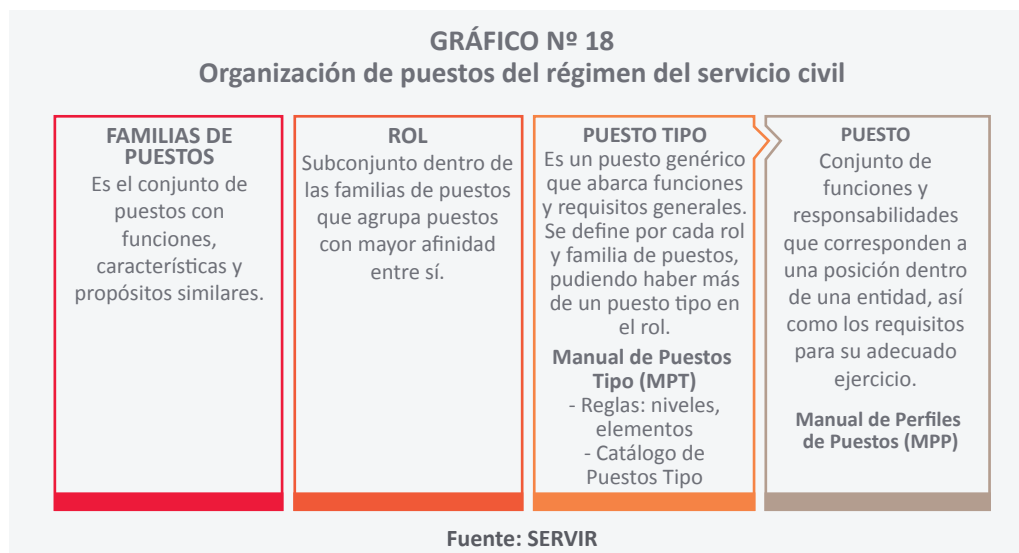 GRÁFICO Nº 18
Organización de puestos del régimen del servicio civil
FAMILIAS DE
PUESTOS
Es el conjunto de
puestos con
funciones,
características y
propósitos similares.
ROL
Subconjunto dentro de
las familias de puestos
que agrupa puestos
con mayor afinidad
entre sí.
PUESTO TIPO
Es un puesto genérico
que abarca funciones
y requisitos generales.
Se define por cada rol
y familia de puestos,
pudiendo haber más
de un puesto tipo en
el rol.
Manual de Puestos
Tipo (MPT)
- Reglas: niveles,
elementos
- Catálogo de
Puestos Tipo
PUESTO
Conjunto de
funciones y
responsabilidades
que corresponden a
una posición dentro
de una entidad, así
como los requisitos
para su adecuado
ejercicio.
Manual de Perfiles
de Puestos (MPP)
Fuente: SERVIR